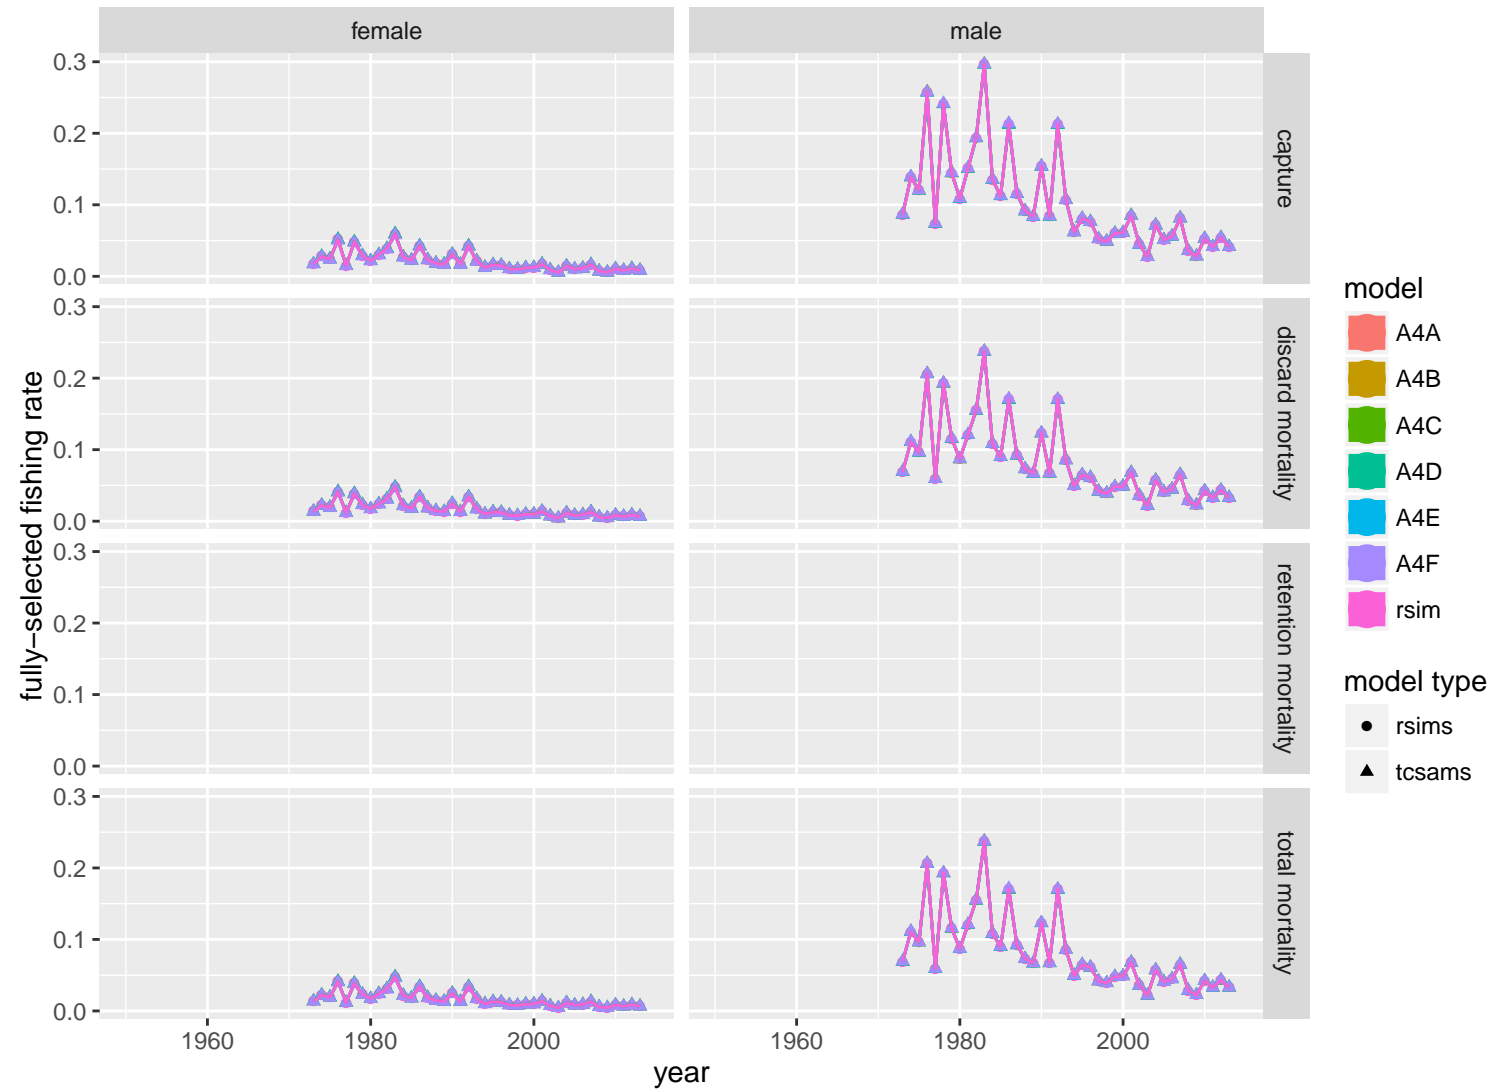 female
male
0.3
0.2
0.1
0.0
capture
0.3
0.2
0.1
0.0
discard mortality
0.3
0.2
0.1
0.0
retention mortality
0.3
0.2
0.1
0.0
total mortality
fully−selected fishing rate
1960
1980
2000
1960
1980
2000
year
model
A4A
A4B
A4C
A4D
A4E
A4F
rsim
model type
rsims
tcsams